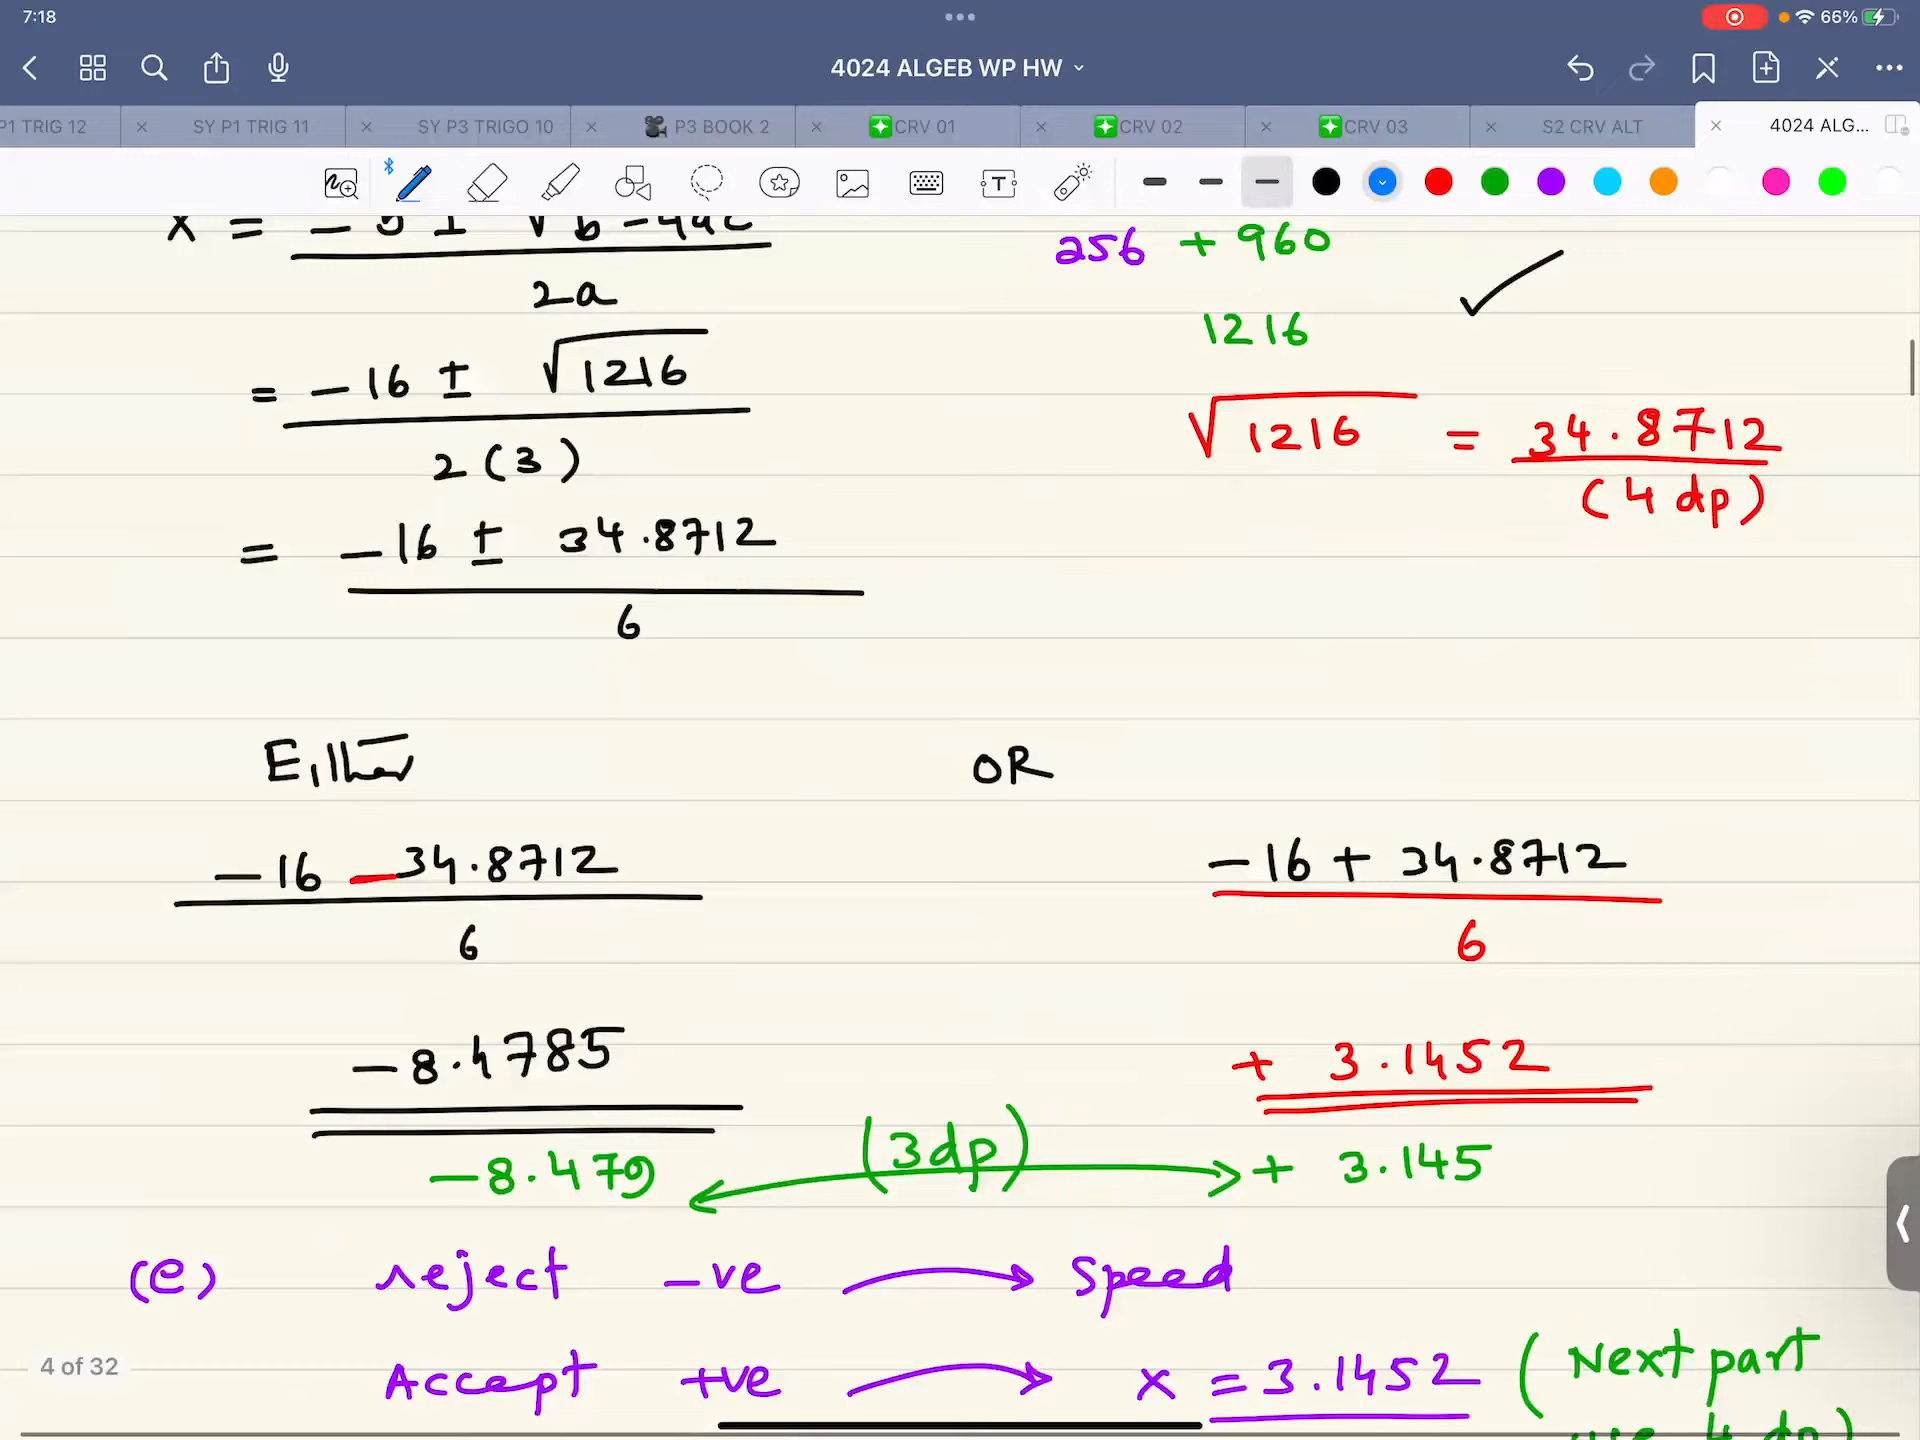 7:18
66%
4024 ALGEB WP HW
P1 TRIG 12
SY P1 TRIG 11
SY P3 TRIGO 10
P3 BOOK 2
CRV 01
CRV 02
CRV 03
S2 CRV ALT
4024 ALG...
x = - b ± √b - 4ac
2a
256 + 960
1216
= -16 ± √1216
2(3)
√1216 = 34.8712
(4 dp)
= -16 ± 34.8712
6
Either
OR
-16 - 34.8712
6
-16 + 34.8712
6
-8.4785
+ 3.1452
-8.479
(3dp)
+ 3.145
(e) reject -ve → Speed
Accept +ve → x = 3.1452 (Next part
use 4 dp)
4 of 32